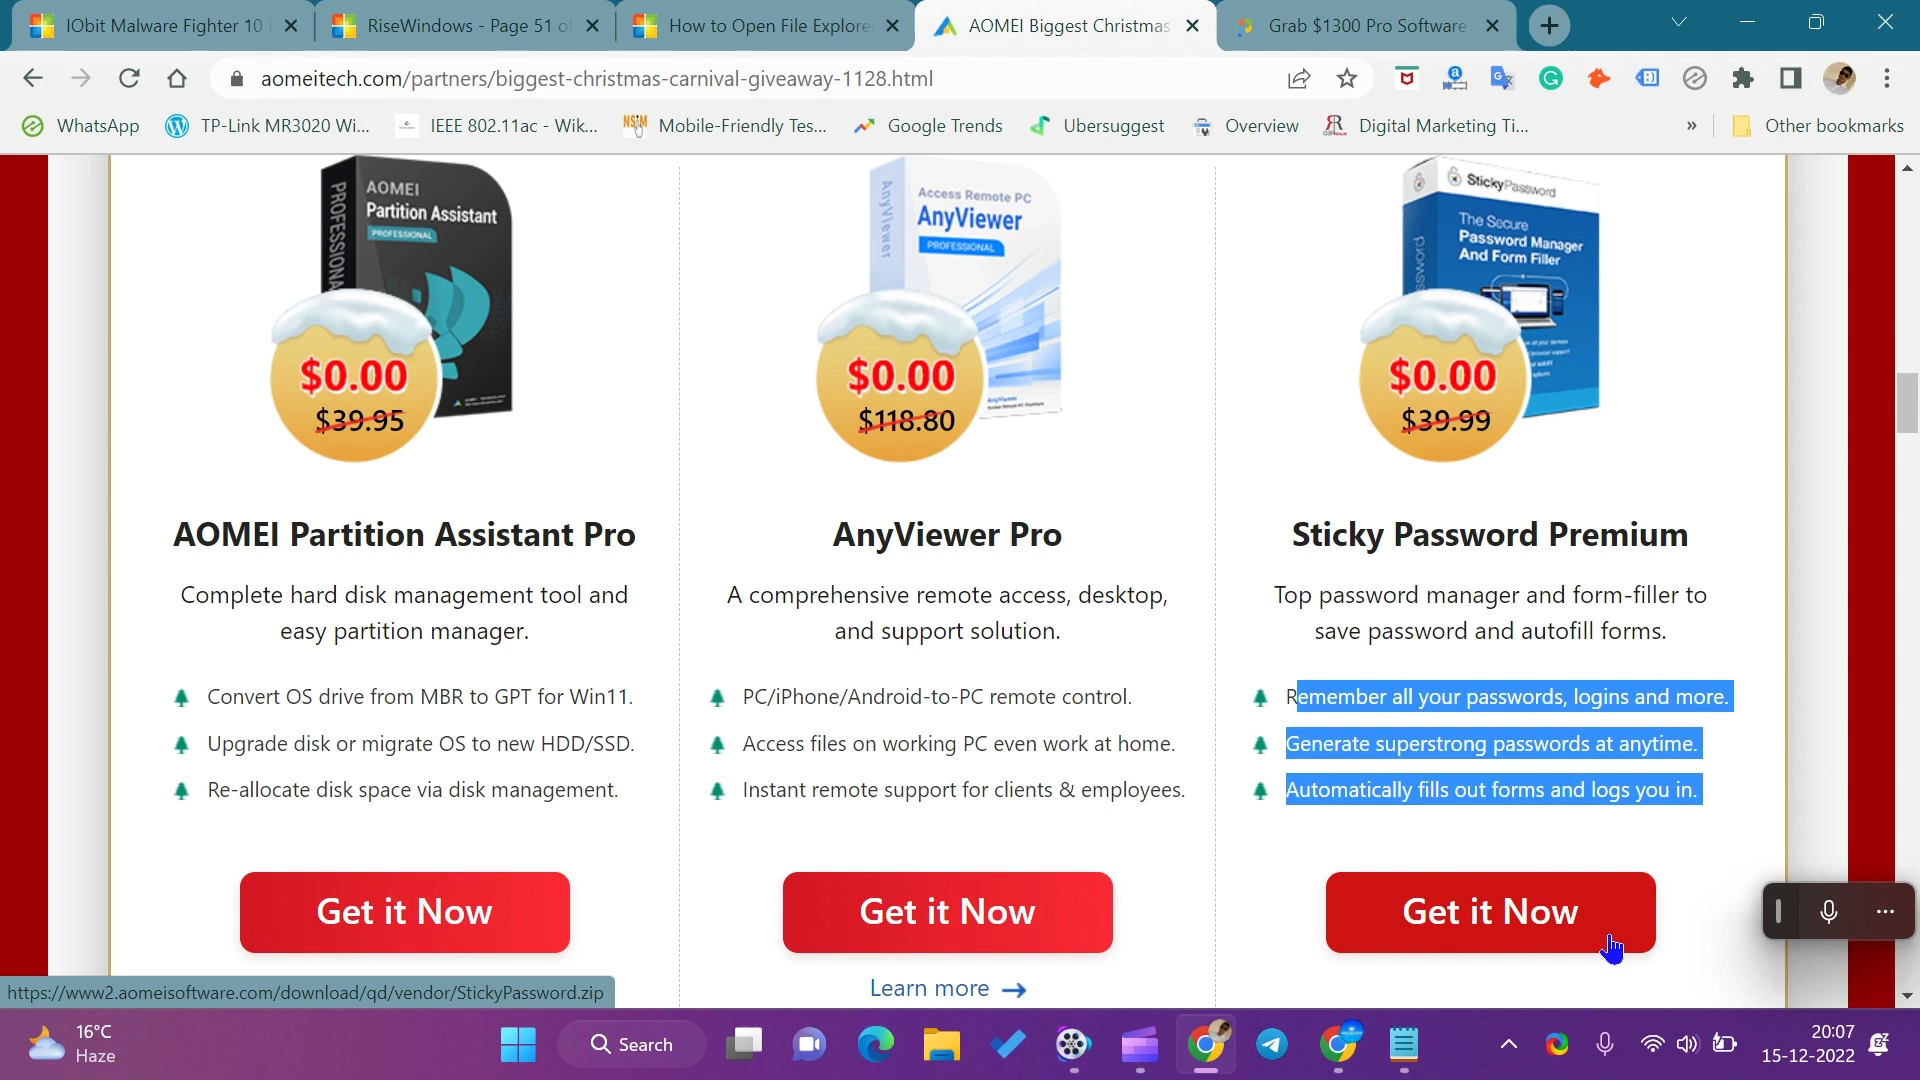 IObit Malware Fighter 10
RiseWindows - Page 51 o
How to Open File Explore
AOMEI Biggest Christmas
Grab $1300 Pro Software
aomeitech.com/partners/biggest-christmas-carnival-giveaway-1128.html
WhatsApp
TP-Link MR3020 Wi...
IEEE 802.11ac - Wik...
Mobile-Friendly Tes...
Google Trends
Ubersuggest
Overview
Digital Marketing Ti...
»
Other bookmarks
PROFESSIONAL
AOMEI
Partition Assistant
PROFESSIONAL
$0.00
$39.95
AnyViewer
Access Remote PC
AnyViewer
PROFESSIONAL
$0.00
$118.80
StickyPassword
The Secure
Password Manager
And Form Filler
$0.00
$39.99
AOMEI Partition Assistant Pro
Complete hard disk management tool and
easy partition manager.
Convert OS drive from MBR to GPT for Win11.
Upgrade disk or migrate OS to new HDD/SSD.
Re-allocate disk space via disk management.
Get it Now
AnyViewer Pro
A comprehensive remote access, desktop,
and support solution.
PC/iPhone/Android-to-PC remote control.
Access files on working PC even work at home.
Instant remote support for clients & employees.
Get it Now
Learn more →
Sticky Password Premium
Top password manager and form-filler to
save password and autofill forms.
Remember all your passwords, logins and more.
Generate superstrong passwords at anytime.
Automatically fills out forms and logs you in.
Get it Now
https://www2.aomeisoftware.com/download/qd/vendor/StickyPassword.zip
16°C
Haze
Search
20:07
15-12-2022